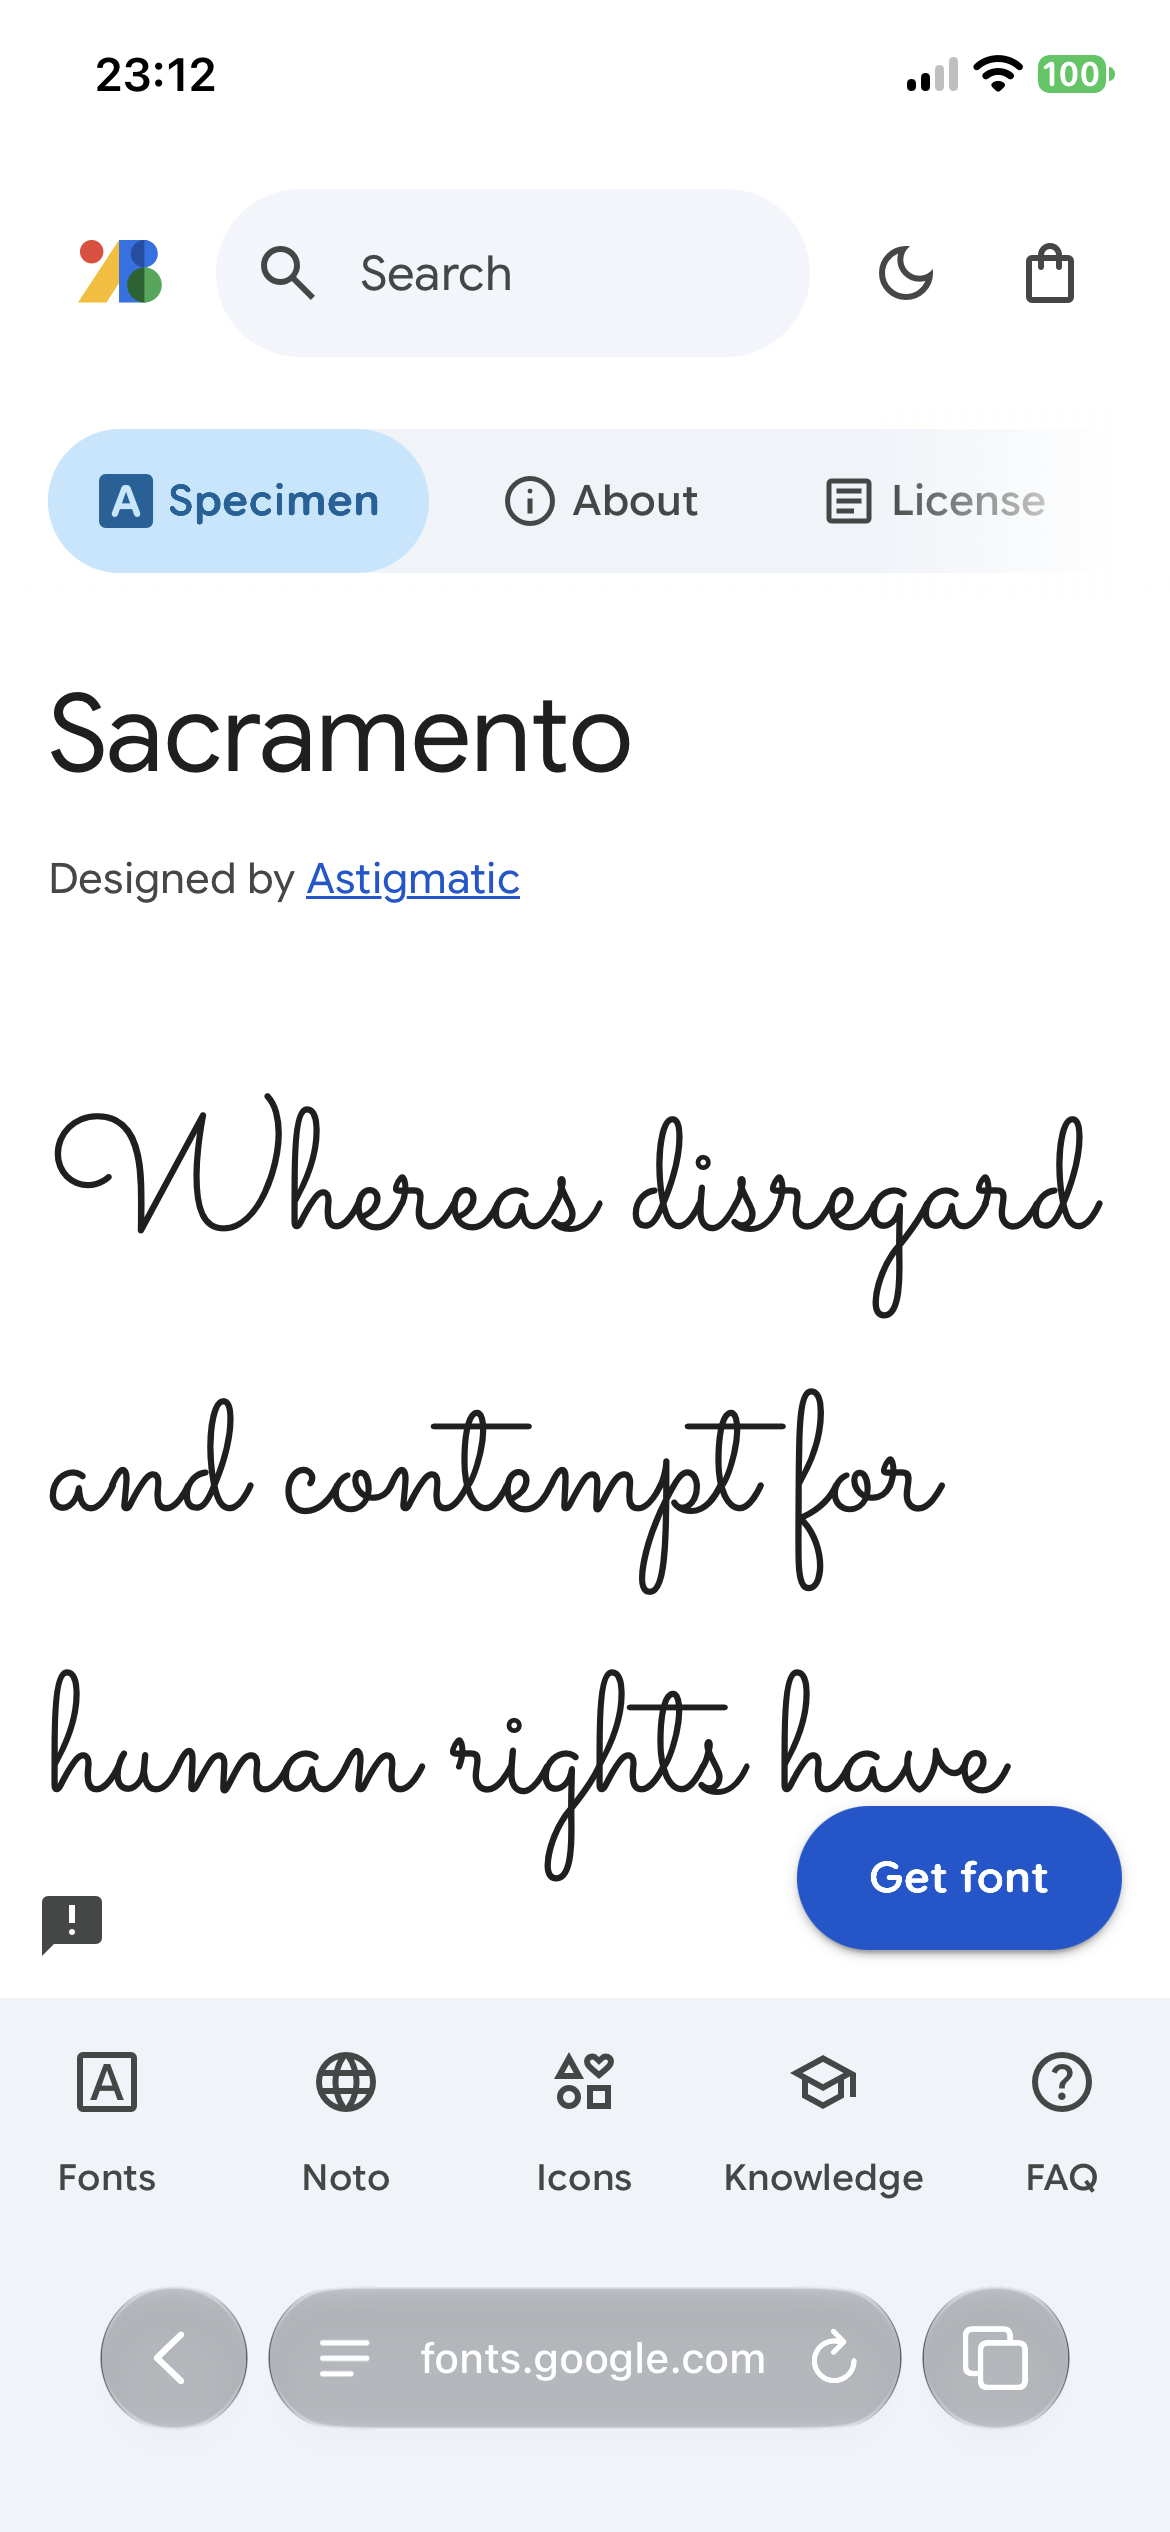 23:12
100
Search
Specimen
About
License
Sacramento
Designed by Astigmatic
Whereas disregard
and contempt for
human rights have
Get font
Fonts
Noto
Icons
Knowledge
FAQ
fonts.google.com